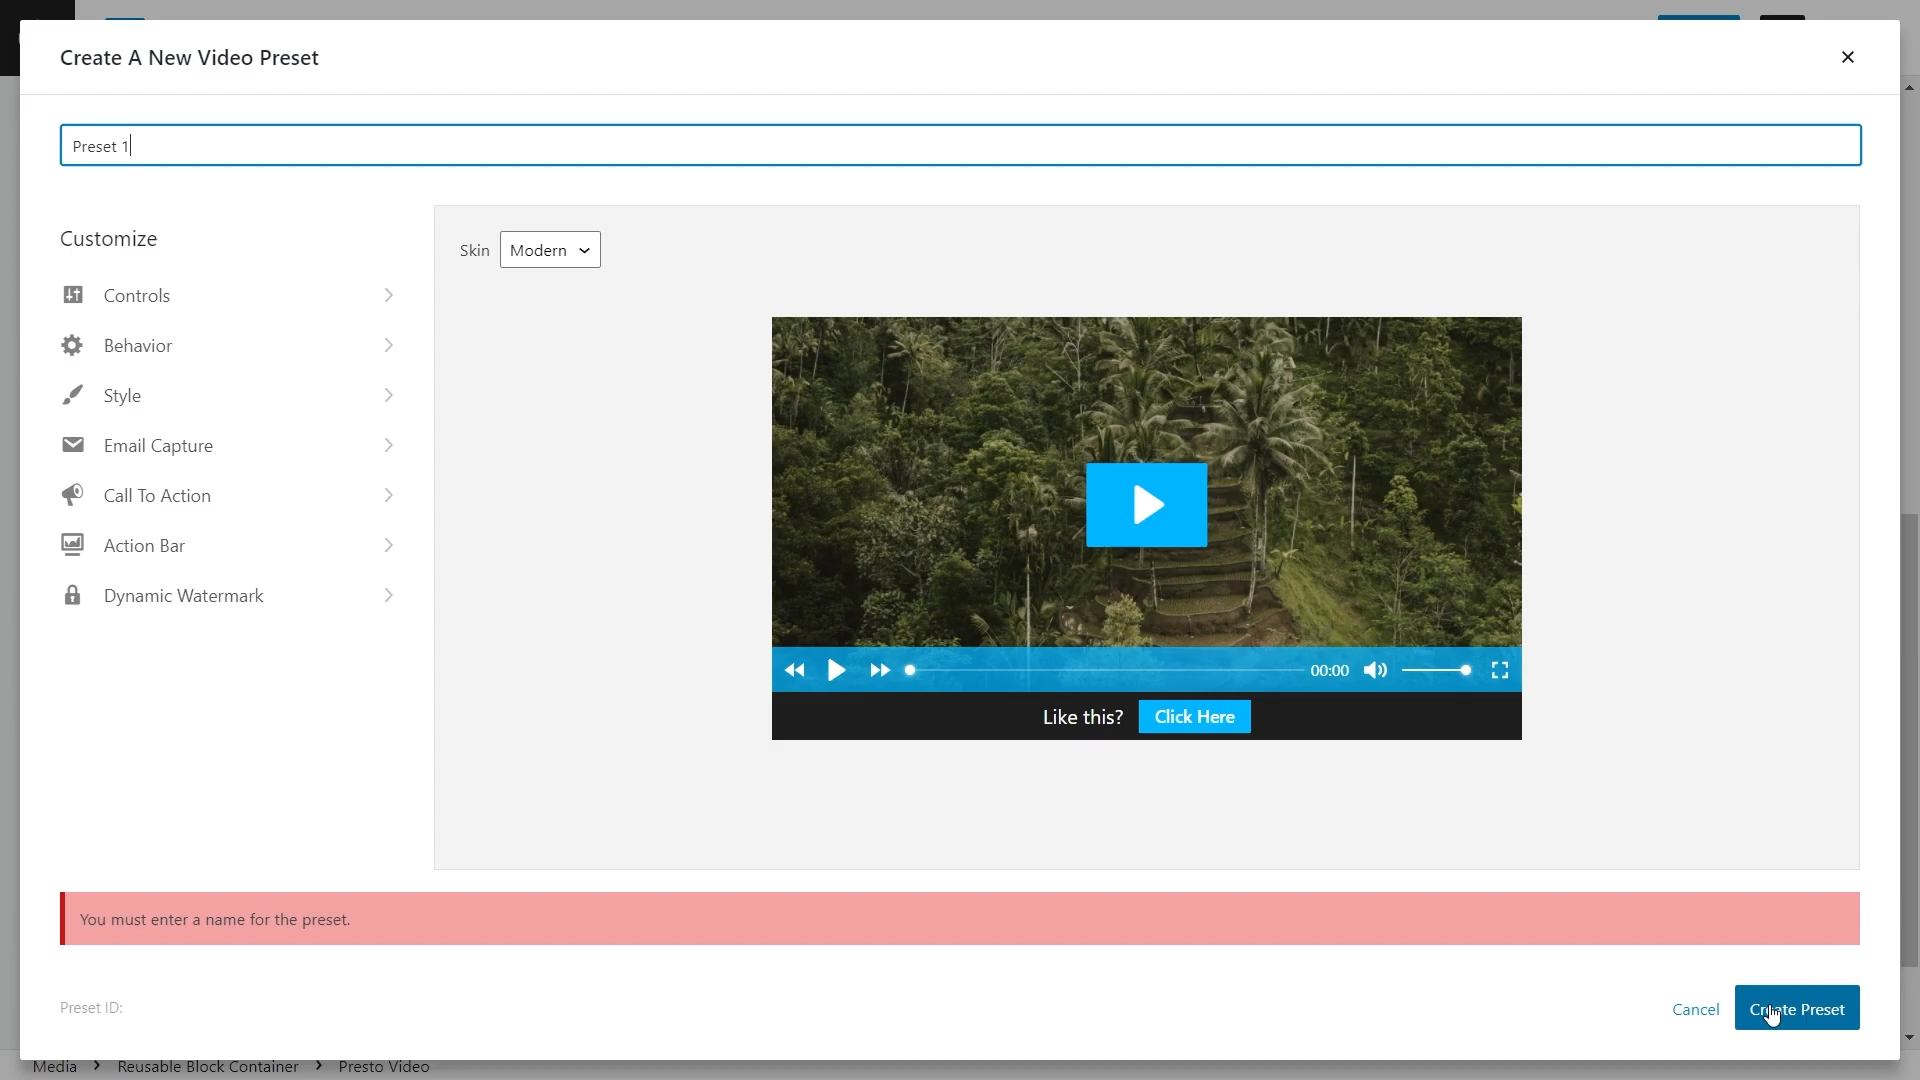 Create A New Video Preset
Preset 1
Customize
Skin Modern
Controls
Behavior
Style
Email Capture
Call To Action
Action Bar
Dynamic Watermark
00:00
Like this? Click Here
You must enter a name for the preset.
Preset ID:
Cancel
Create Preset
Media
Reusable Block Container
Presto Video